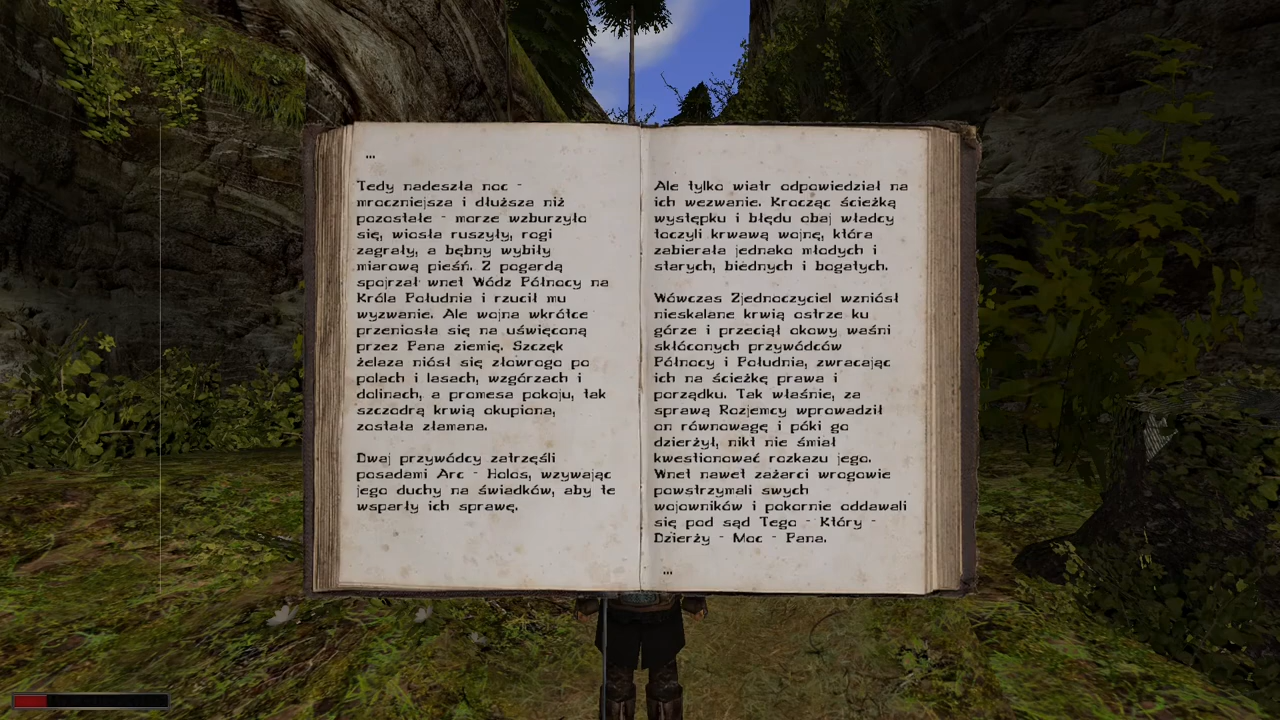 ...
Tedy nadeszła noc -
mroczniejsza i dłuższa niż
pozostałe - morze wzburzyło
się, wiosła ruszyły, rogi
zagrały, a bębny wybiły
miarową pieśń. Z pogardą
spojrzał wnet Wódz Północy na
Króla Południa i rzucił mu
wyzwanie. Ale wojna wkrótce
przeniosła się na uświęconą
przez Pana ziemię. Szczęk
żelaza niósł się złowrogo po
polach i lasach, wzgórzach i
dolinach, a promesa pokoju, tak
szczodrą krwią okupiona,
została złamana.
Dwaj przywódcy zatrzęśli
posadami Arc - Holos, wzywając
jego duchy na świadków, aby te
wsparły ich sprawę.
Ale tylko wiatr odpowiedział na
ich wezwanie. Krocząc ścieżką
występku i błędu obaj władcy
toczyli krwawą wojnę, która
zabierała jednako młodych i
starych, biednych i bogatych.
Wówczas Zjednoczyciel wzniósł
nieskalane krwią ostrze ku
górze i przeciął okowy waśni
skłóconych przywódców
Północy i Południa, zwracając
ich na ścieżkę prawa i
porządku. Tak właśnie, za
sprawą Rozjemcy wprowadził
on równowagę i póki go
dzierżył, nikt nie śmiał
kwestionować rozkazu jego.
Wnet nawet zażarci wrogowie
powstrzymali swych
wojowników i pokornie oddawali
się pod sąd Tego - Który -
Dzierży - Moc - Pana.
...